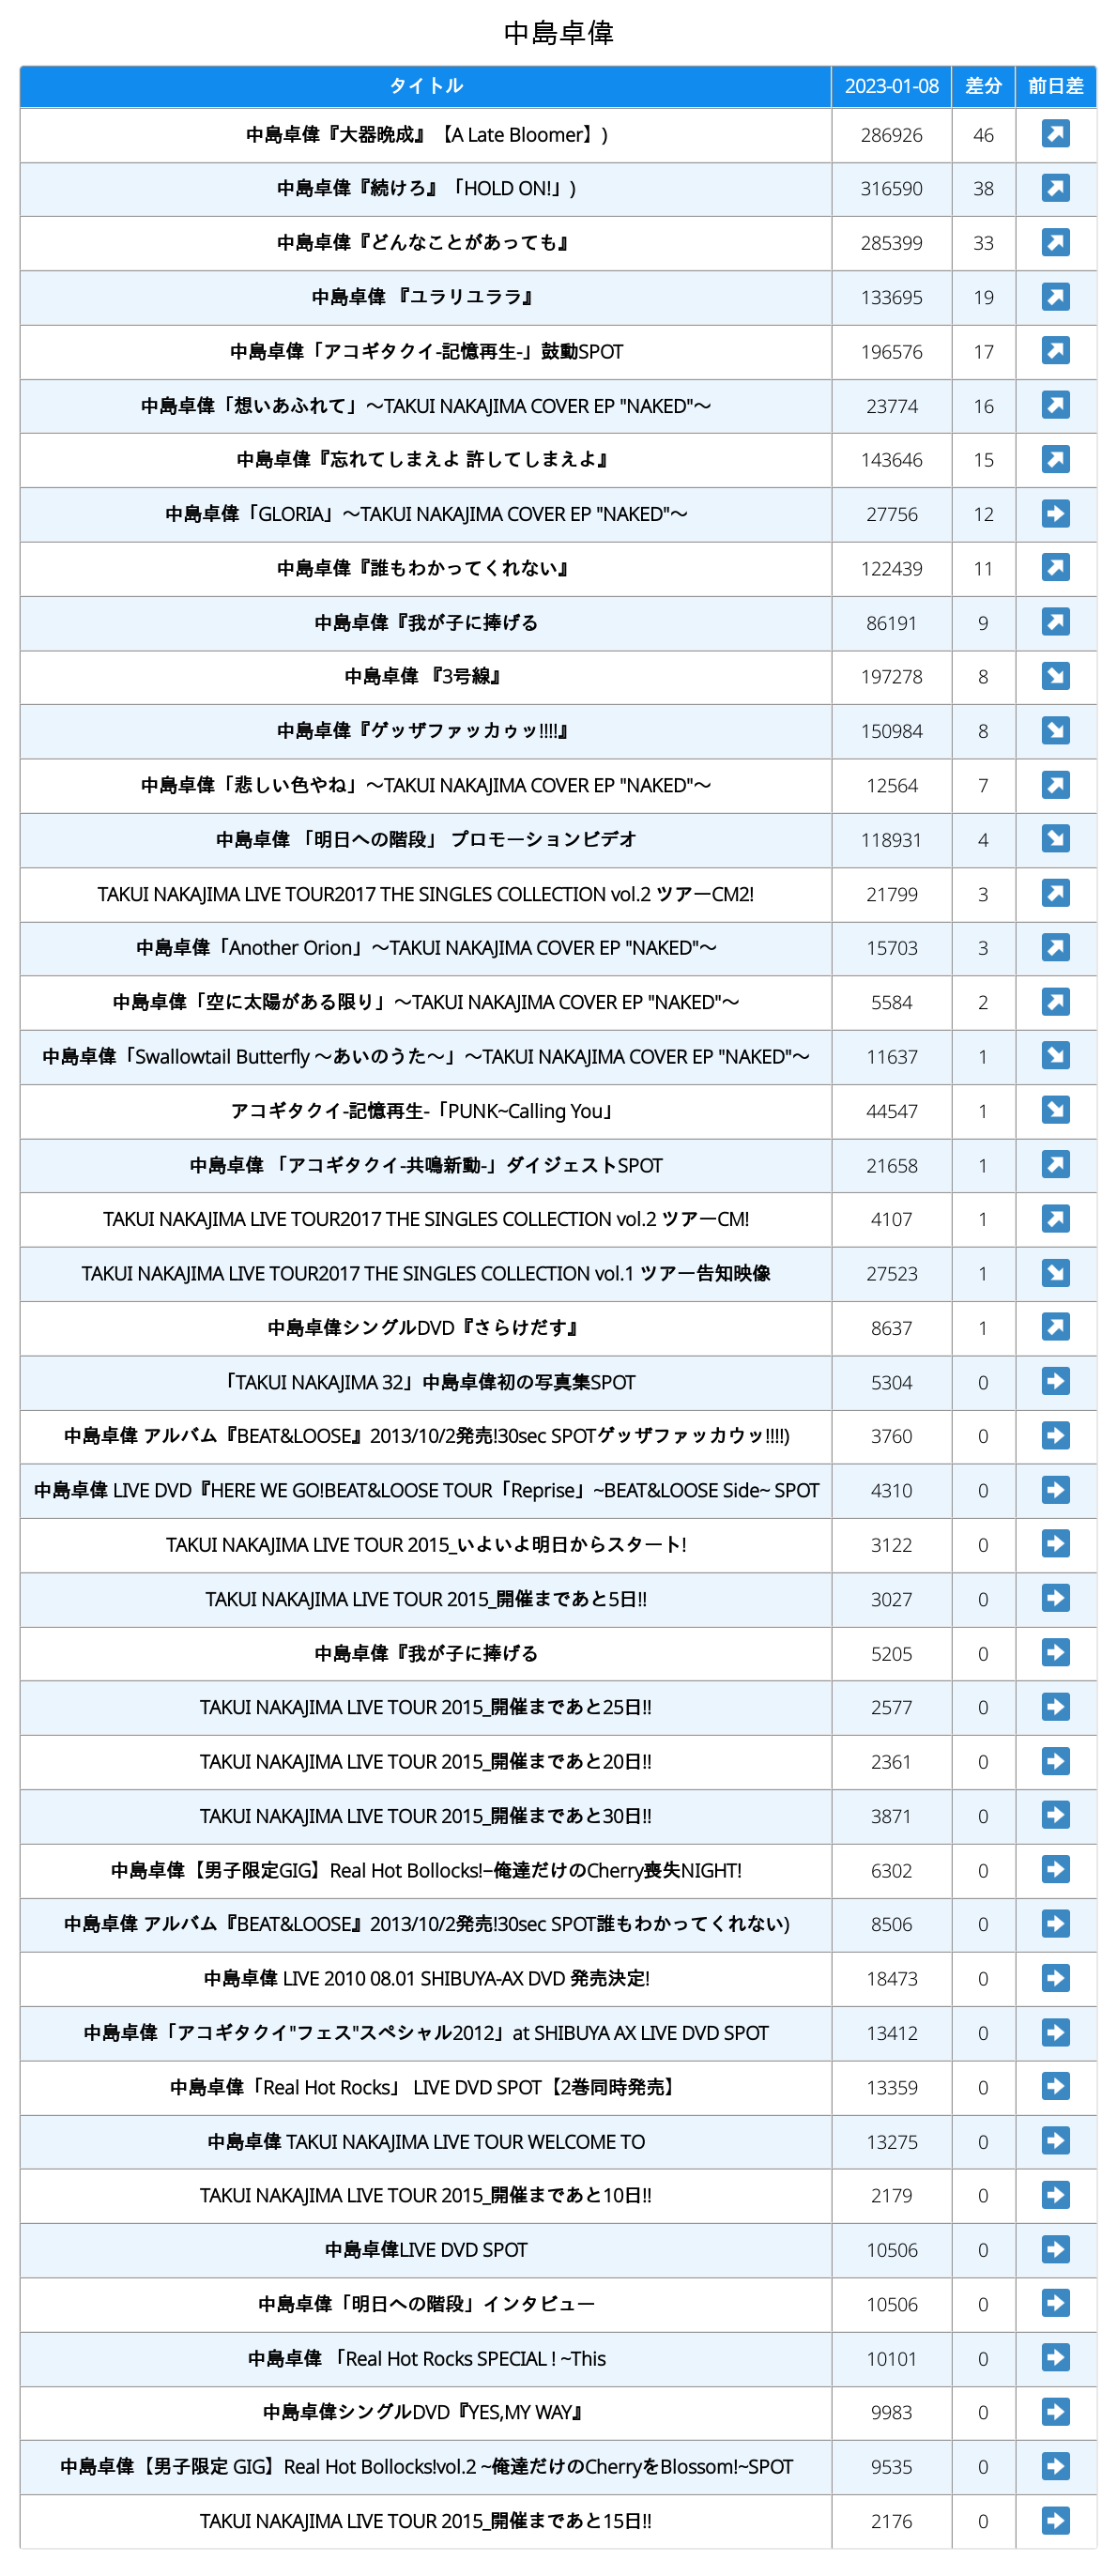 中島卓偉
タイトル 2023-01-08 差分 前日差
中島卓偉『大器晩成』【A Late Bloomer】) 286926 46 ↗
中島卓偉『続けろ』「HOLD ON!」) 316590 38 ↗
中島卓偉『どんなことがあっても』 285399 33 ↗
中島卓偉 『ユラリユララ』 133695 19 ↗
中島卓偉「アコギタクイ-記憶再生-」鼓動SPOT 196576 17 ↗
中島卓偉「想いあふれて」〜TAKUI NAKAJIMA COVER EP "NAKED"〜 23774 16 ↗
中島卓偉『忘れてしまえよ 許してしまえよ』 143646 15 ↗
中島卓偉「GLORIA」〜TAKUI NAKAJIMA COVER EP "NAKED"〜 27756 12 ➡
中島卓偉『誰もわかってくれない』 122439 11 ↗
中島卓偉『我が子に捧げる 86191 9 ↗
中島卓偉 『3号線』 197278 8 ↘
中島卓偉『ゲッザファッカゥッ!!!!』 150984 8 ↘
中島卓偉「悲しい色やね」〜TAKUI NAKAJIMA COVER EP "NAKED"〜 12564 7 ↗
中島卓偉 「明日への階段」 プロモーションビデオ 118931 4 ↘
TAKUI NAKAJIMA LIVE TOUR2017 THE SINGLES COLLECTION vol.2 ツアーCM2! 21799 3 ↗
中島卓偉「Another Orion」〜TAKUI NAKAJIMA COVER EP "NAKED"〜 15703 3 ↗
中島卓偉「空に太陽がある限り」〜TAKUI NAKAJIMA COVER EP "NAKED"〜 5584 2 ↗
中島卓偉「Swallowtail Butterfly 〜あいのうた〜」〜TAKUI NAKAJIMA COVER EP "NAKED"〜 11637 1 ↘
アコギタクイ-記憶再生-「PUNK~Calling You」 44547 1 ↘
中島卓偉 「アコギタクイ-共鳴新動-」ダイジェストSPOT 21658 1 ↗
TAKUI NAKAJIMA LIVE TOUR2017 THE SINGLES COLLECTION vol.2 ツアーCM! 4107 1 ↗
TAKUI NAKAJIMA LIVE TOUR2017 THE SINGLES COLLECTION vol.1 ツアー告知映像 27523 1 ↘
中島卓偉シングルDVD『さらけだす』 8637 1 ↗
「TAKUI NAKAJIMA 32」中島卓偉初の写真集SPOT 5304 0 ➡
中島卓偉 アルバム『BEAT&LOOSE』2013/10/2発売!30sec SPOTゲッザファッカウッ!!!!) 3760 0 ➡
中島卓偉 LIVE DVD『HERE WE GO!BEAT&LOOSE TOUR「Reprise」~BEAT&LOOSE Side~ SPOT 4310 0 ➡
TAKUI NAKAJIMA LIVE TOUR 2015_いよいよ明日からスタート! 3122 0 ➡
TAKUI NAKAJIMA LIVE TOUR 2015_開催まであと5日!! 3027 0 ➡
中島卓偉『我が子に捧げる 5205 0 ➡
TAKUI NAKAJIMA LIVE TOUR 2015_開催まであと25日!! 2577 0 ➡
TAKUI NAKAJIMA LIVE TOUR 2015_開催まであと20日!! 2361 0 ➡
TAKUI NAKAJIMA LIVE TOUR 2015_開催まであと30日!! 3871 0 ➡
中島卓偉【男子限定GIG】Real Hot Bollocks!−俺達だけのCherry喪失NIGHT! 6302 0 ➡
中島卓偉 アルバム『BEAT&LOOSE』2013/10/2発売!30sec SPOT誰もわかってくれない) 8506 0 ➡
中島卓偉 LIVE 2010 08.01 SHIBUYA-AX DVD 発売決定! 18473 0 ➡
中島卓偉「アコギタクイ"フェス"スペシャル2012」at SHIBUYA AX LIVE DVD SPOT 13412 0 ➡
中島卓偉「Real Hot Rocks」 LIVE DVD SPOT【2巻同時発売】 13359 0 ➡
中島卓偉 TAKUI NAKAJIMA LIVE TOUR WELCOME TO 13275 0 ➡
TAKUI NAKAJIMA LIVE TOUR 2015_開催まであと10日!! 2179 0 ➡
中島卓偉LIVE DVD SPOT 10506 0 ➡
中島卓偉「明日への階段」インタビュー 10506 0 ➡
中島卓偉 「Real Hot Rocks SPECIAL ! ~This 10101 0 ➡
中島卓偉シングルDVD『YES,MY WAY』 9983 0 ➡
中島卓偉【男子限定 GIG】Real Hot Bollocks!vol.2 ~俺達だけのCherryをBlossom!~SPOT 9535 0 ➡
TAKUI NAKAJIMA LIVE TOUR 2015_開催まであと15日!! 2176 0 ➡